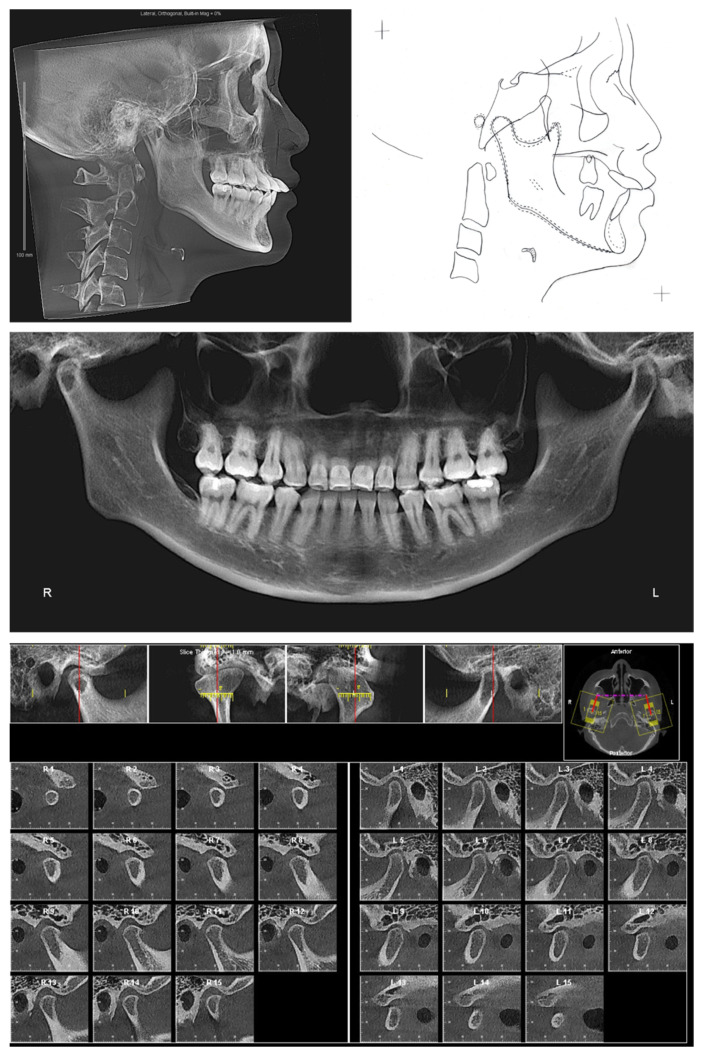 Lateral, Orthogonal, Built-in Mag = 0%
100 mm
R
L
Anterior
R
L
Posterior
R 1
R 2
R 3
R 4
L 1
L 2
L 3
L 4
R 5
R 6
R 7
R 8
L 5
L 6
L 7
L 8
R 9
R 10
R 11
R 12
L 9
L 10
L 11
L 12
R 13
R 14
R 15
L 13
L 14
L 15